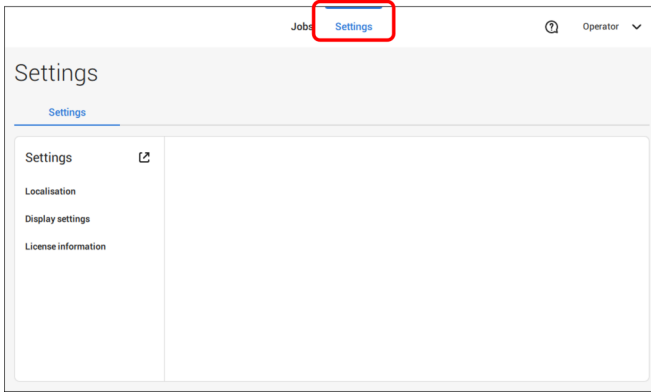 Jobs Settings Operator
Settings
Settings
Settings
Localisation
Display settings
License information